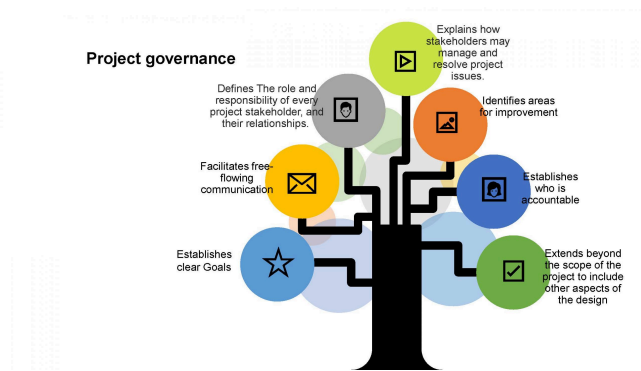 Project governance
Explains how
stakeholders may
manage and
resolve project
issues.
Defines The role and
responsibility of every
project stakeholder, and
their relationships.
Identifies areas
for improvement
Facilitates free-
flowing
communication
Establishes
who is
accountable
Establishes
clear Goals
Extends beyond
the scope of the
project to include
other aspects of
the design